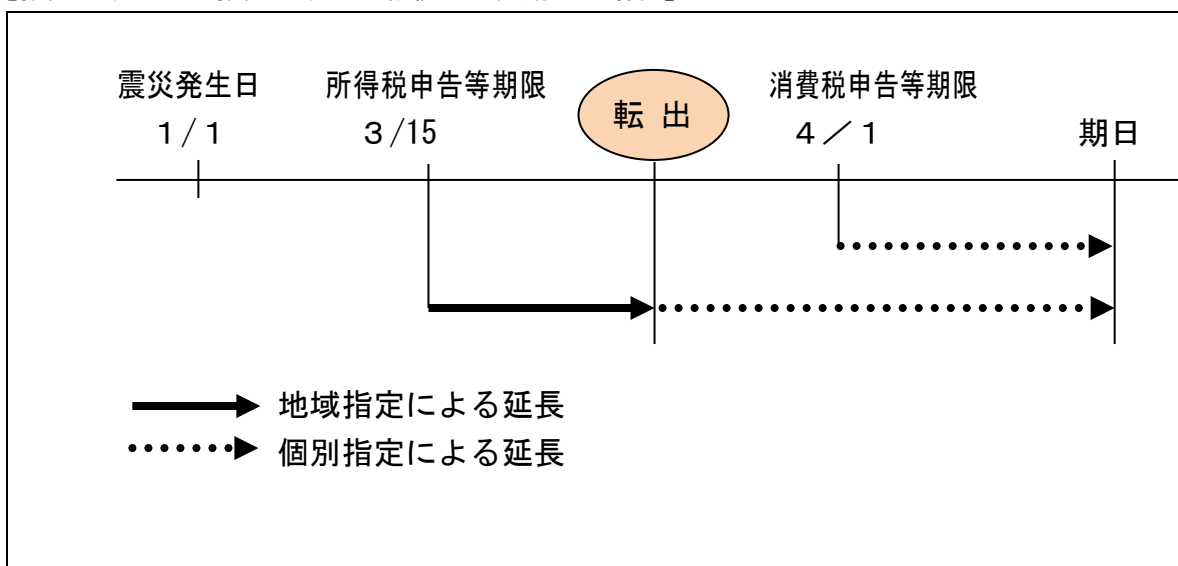 震災発生日 所得税申告等期限 転 出 消費税申告等期限
1/1 3/15 4/1 期日
地域指定による延長
個別指定による延長